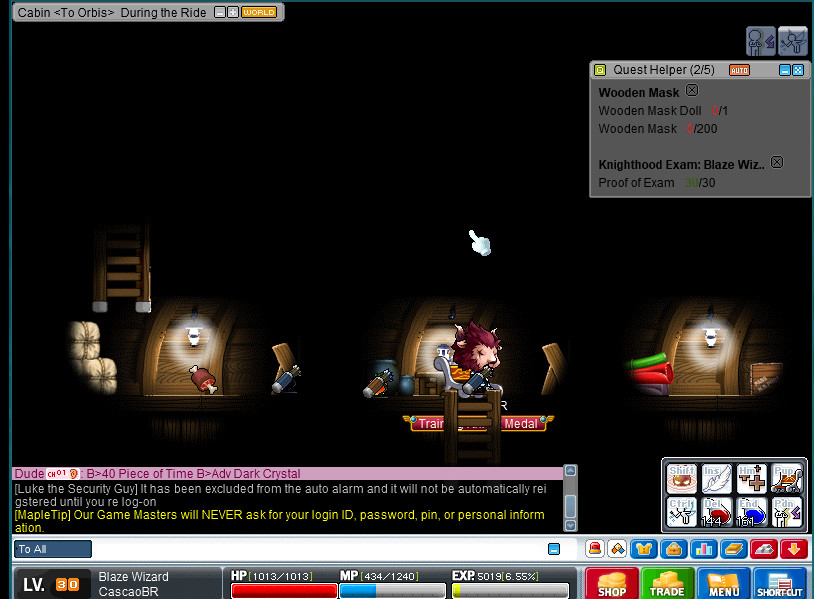 Cabin <To Orbis> During the Ride WORLD
Quest Helper (2/5) AUTO
Wooden Mask
Wooden Mask Doll /1
Wooden Mask /200
Knighthood Exam: Blaze Wiz..
Proof of Exam 30/30
R
Medal
Dude CH 01 : B>40 Piece of Time B>Adv Dark Crystal
[Luke the Security Guy] It has been excluded from the auto alarm and it will not be automatically rei
stered until you re log-on
[MapleTip] Our Game Masters will NEVER ask for your login ID, password, pin, or personal inform
ation.
Shift Ins Hm Pup
Ctrl Del End Pdn
144 161
To All
LV. 30 Blaze Wizard
CascaoBR
HP[1013/1013] MP[434/1240] EXP. 5019[6.55%]
SHOP TRADE MENU SHORT CUT